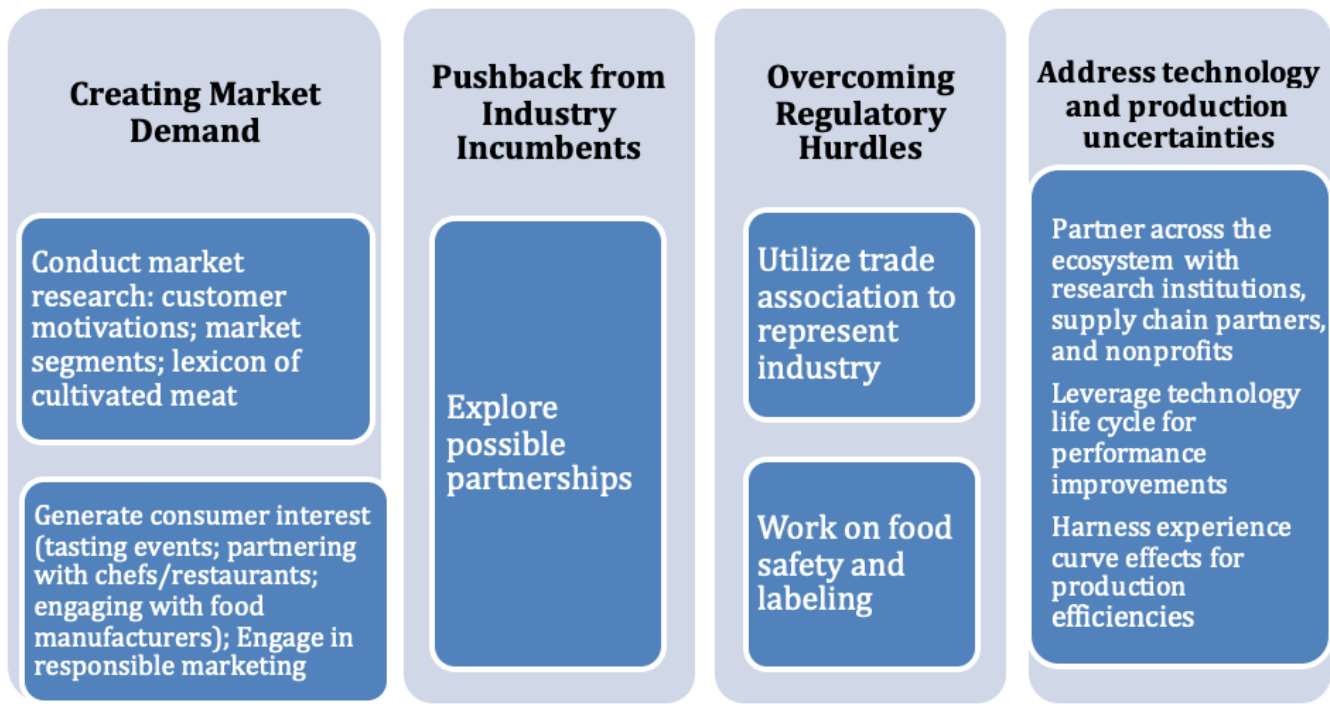 Creating Market
Demand
Conduct market
research: customer
motivations; market
segments; lexicon of
cultivated meat
Generate consumer interest
(tasting events; partnering
with chefs/restaurants;
engaging with food
manufacturers); Engage in
responsible marketing
Pushback from
Industry
Incumbents
Explore
possible
partnerships
Overcoming
Regulatory
Hurdles
Utilize trade
association to
represent
industry
Work on food
safety and
labeling
Address technology
and production
uncertainties
Partner across the
ecosystem with
research institutions,
supply chain partners,
and nonprofits
Leverage technology
life cycle for
performance
improvements
Harness experience
curve effects for
production
efficiencies